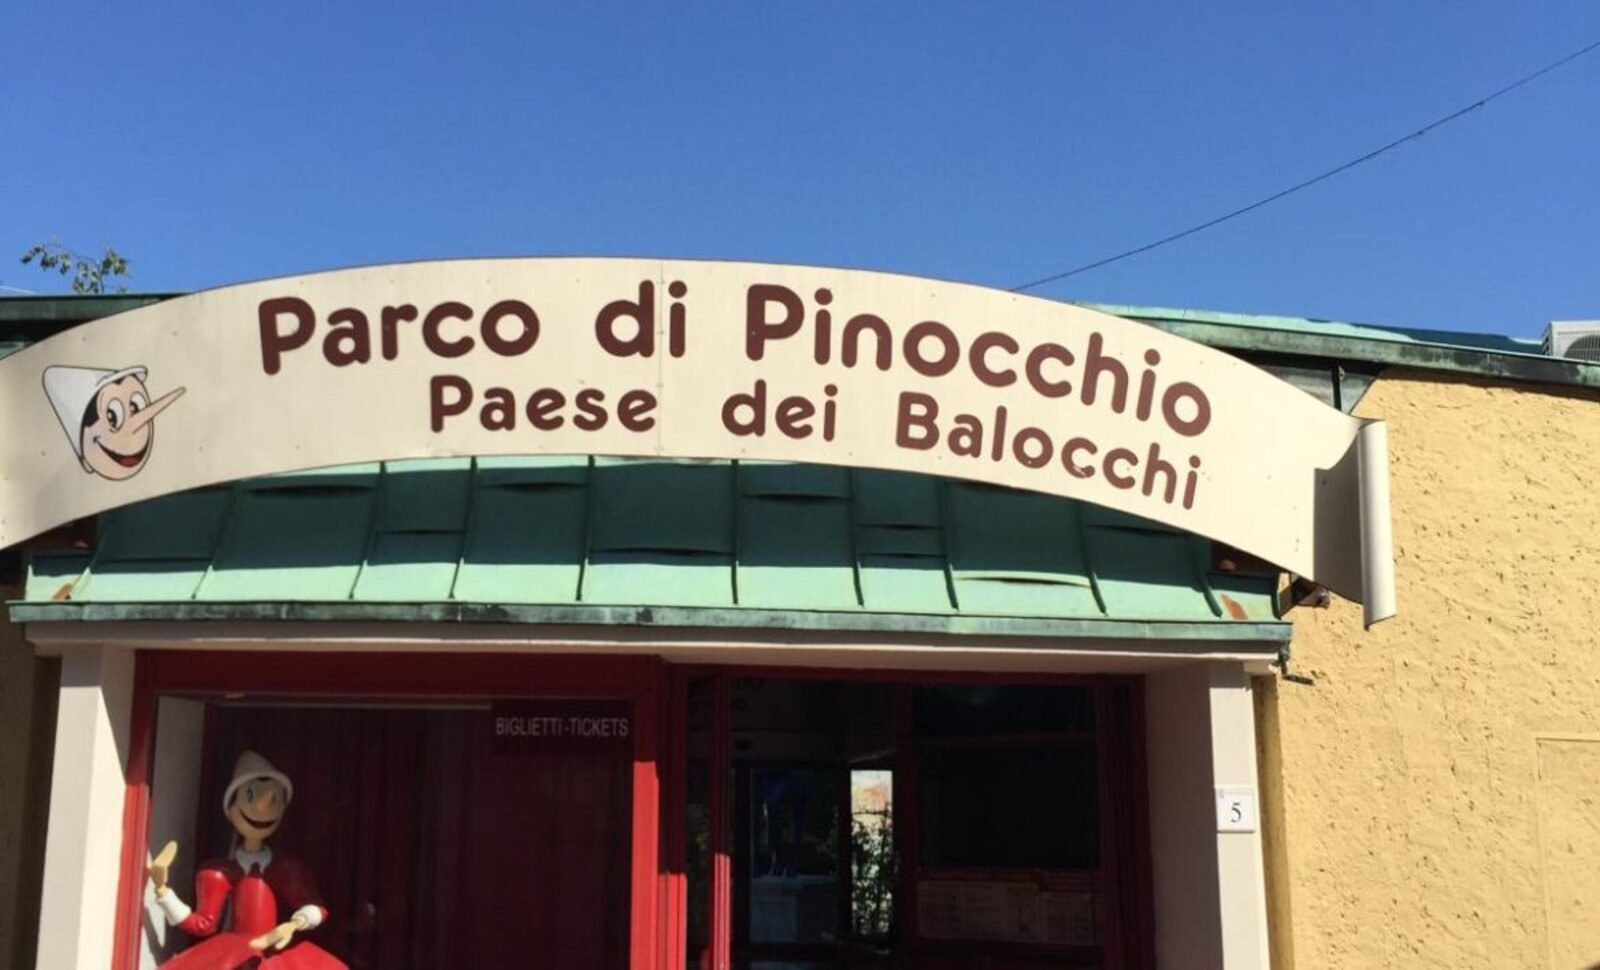 Parco di Pinocchio
Paese dei Balocchi
BIGLIETTI-TICKETS
5